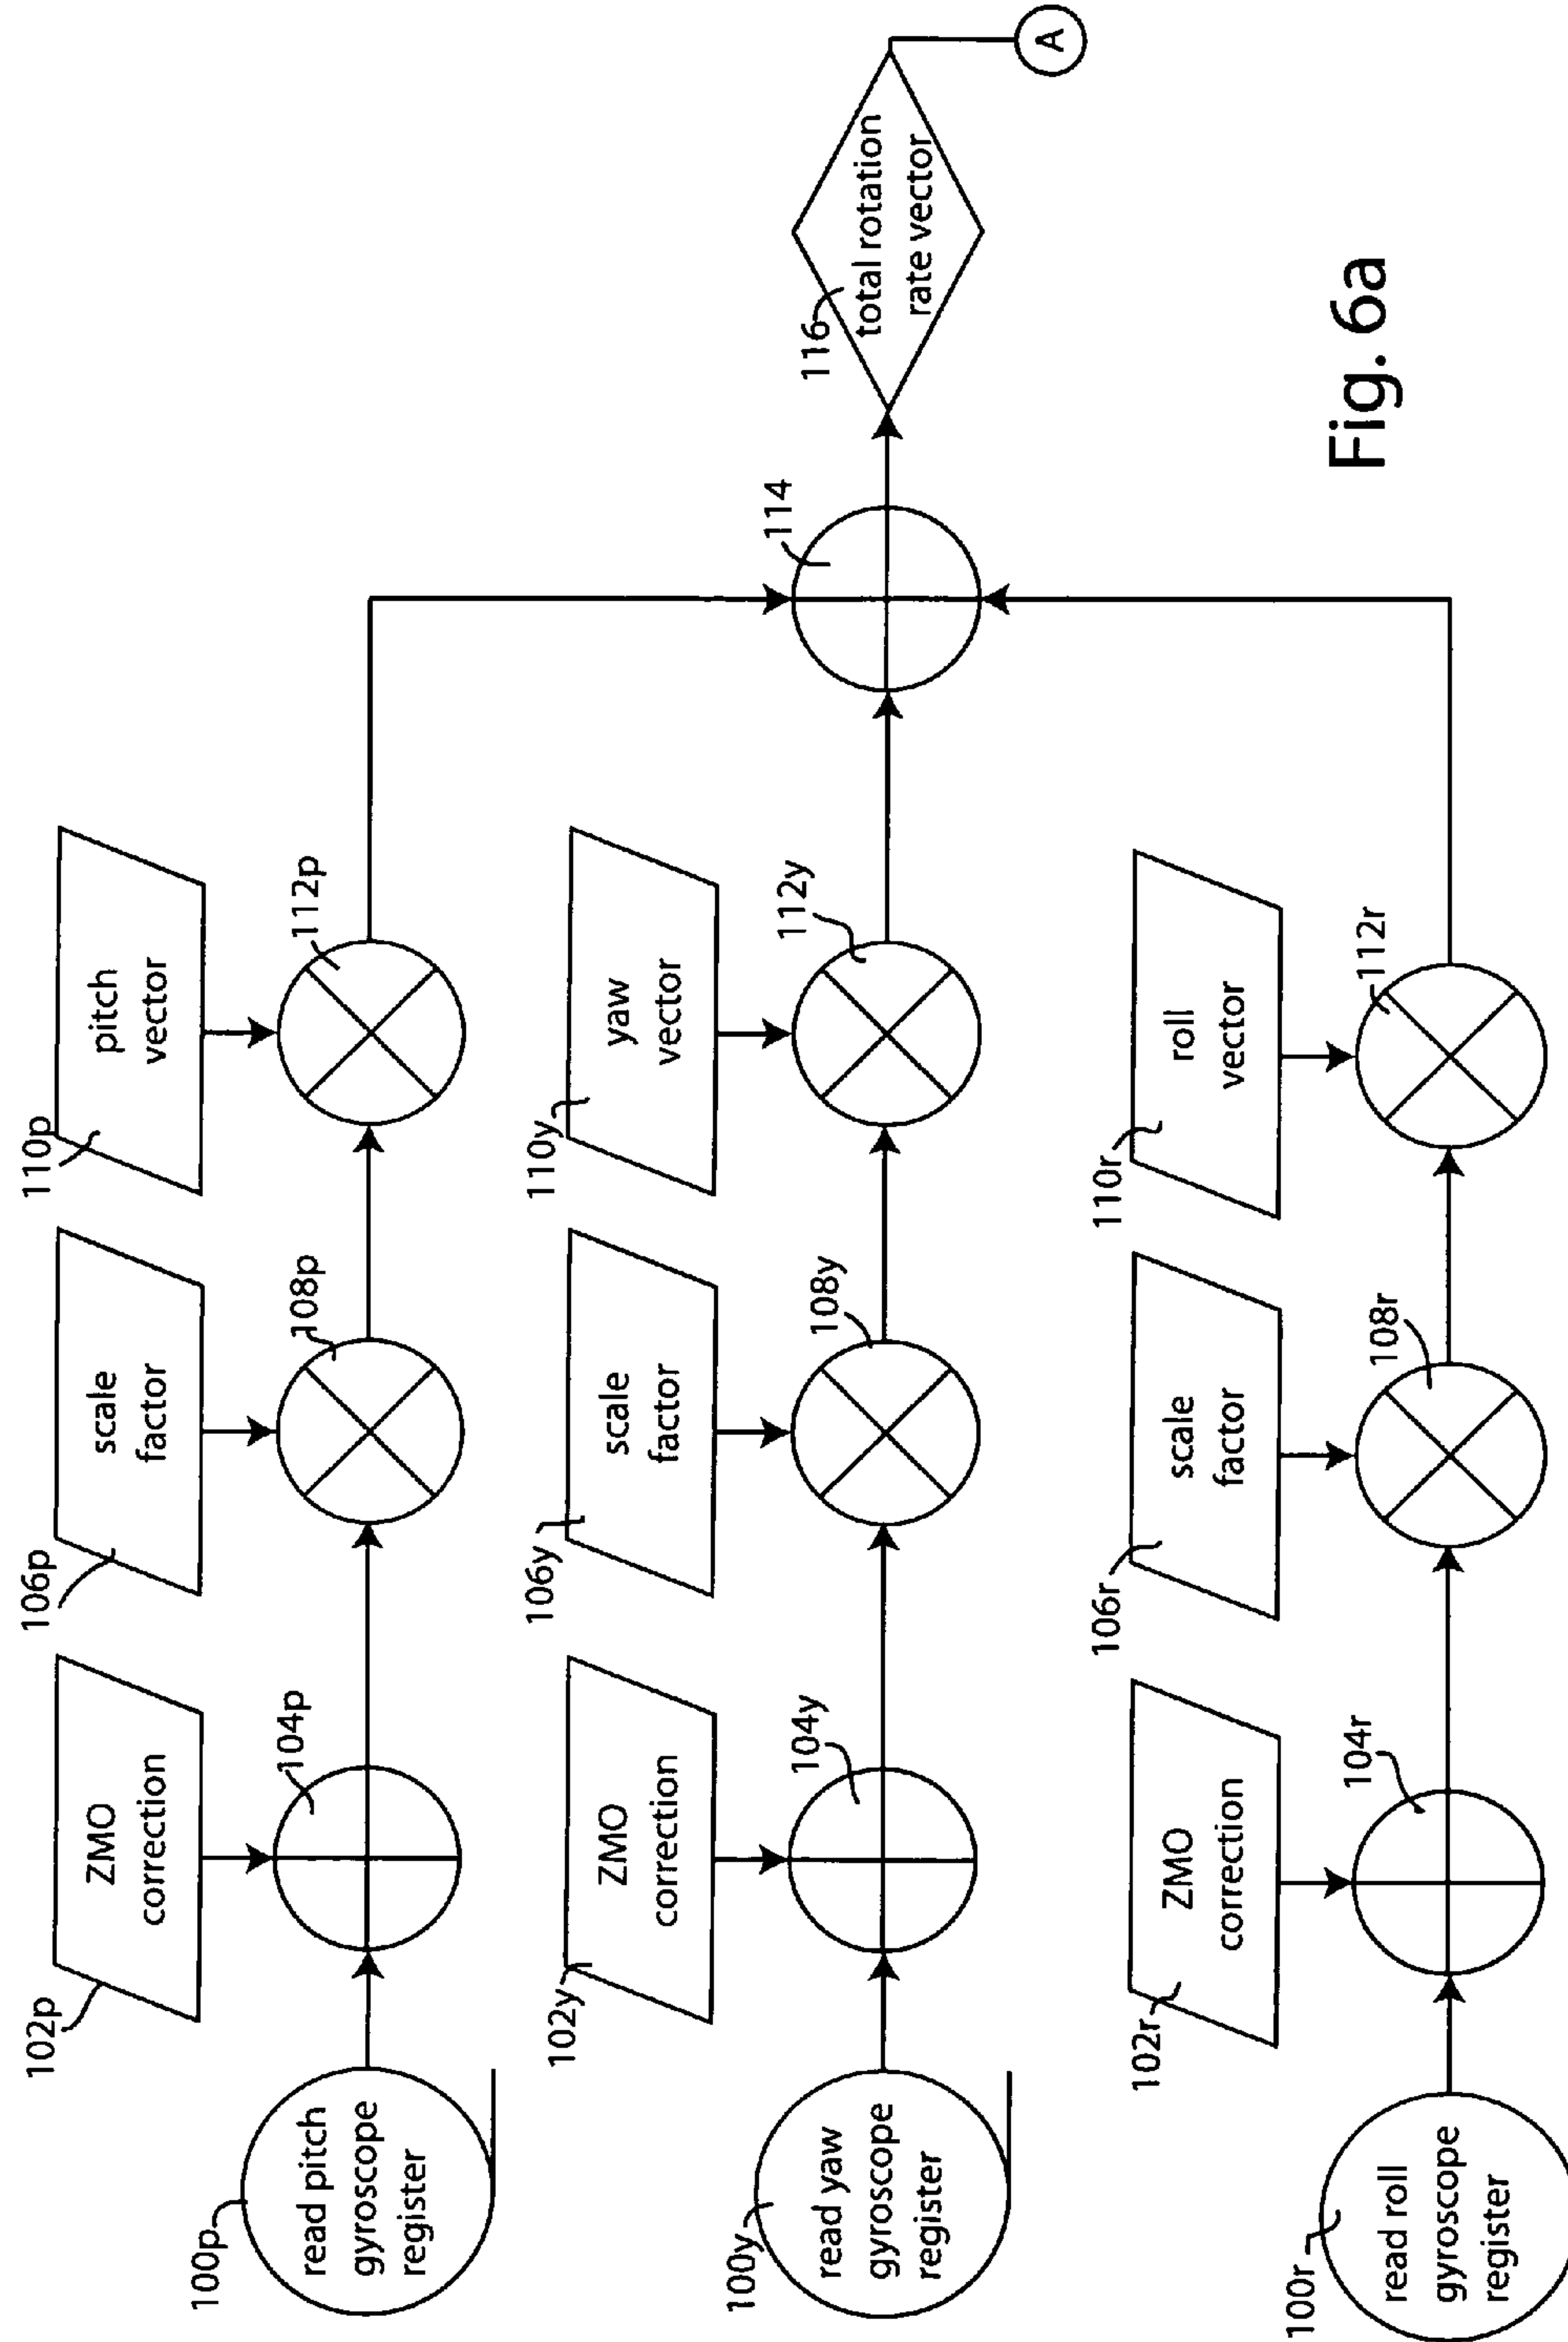 102p
ZMO
correction
106p
scale
factor
110p
pitch
vector
100p
read pitch
gyroscope
register
104p
108p
112p
102y
ZMO
correction
106y
scale
factor
110y
yaw
vector
100y
read yaw
gyroscope
register
104y
108y
112y
114
116
total rotation
rate vector
A
102r
ZMO
correction
106r
scale
factor
110r
roll
vector
100r
read roll
gyroscope
register
104r
108r
112r
Fig. 6a